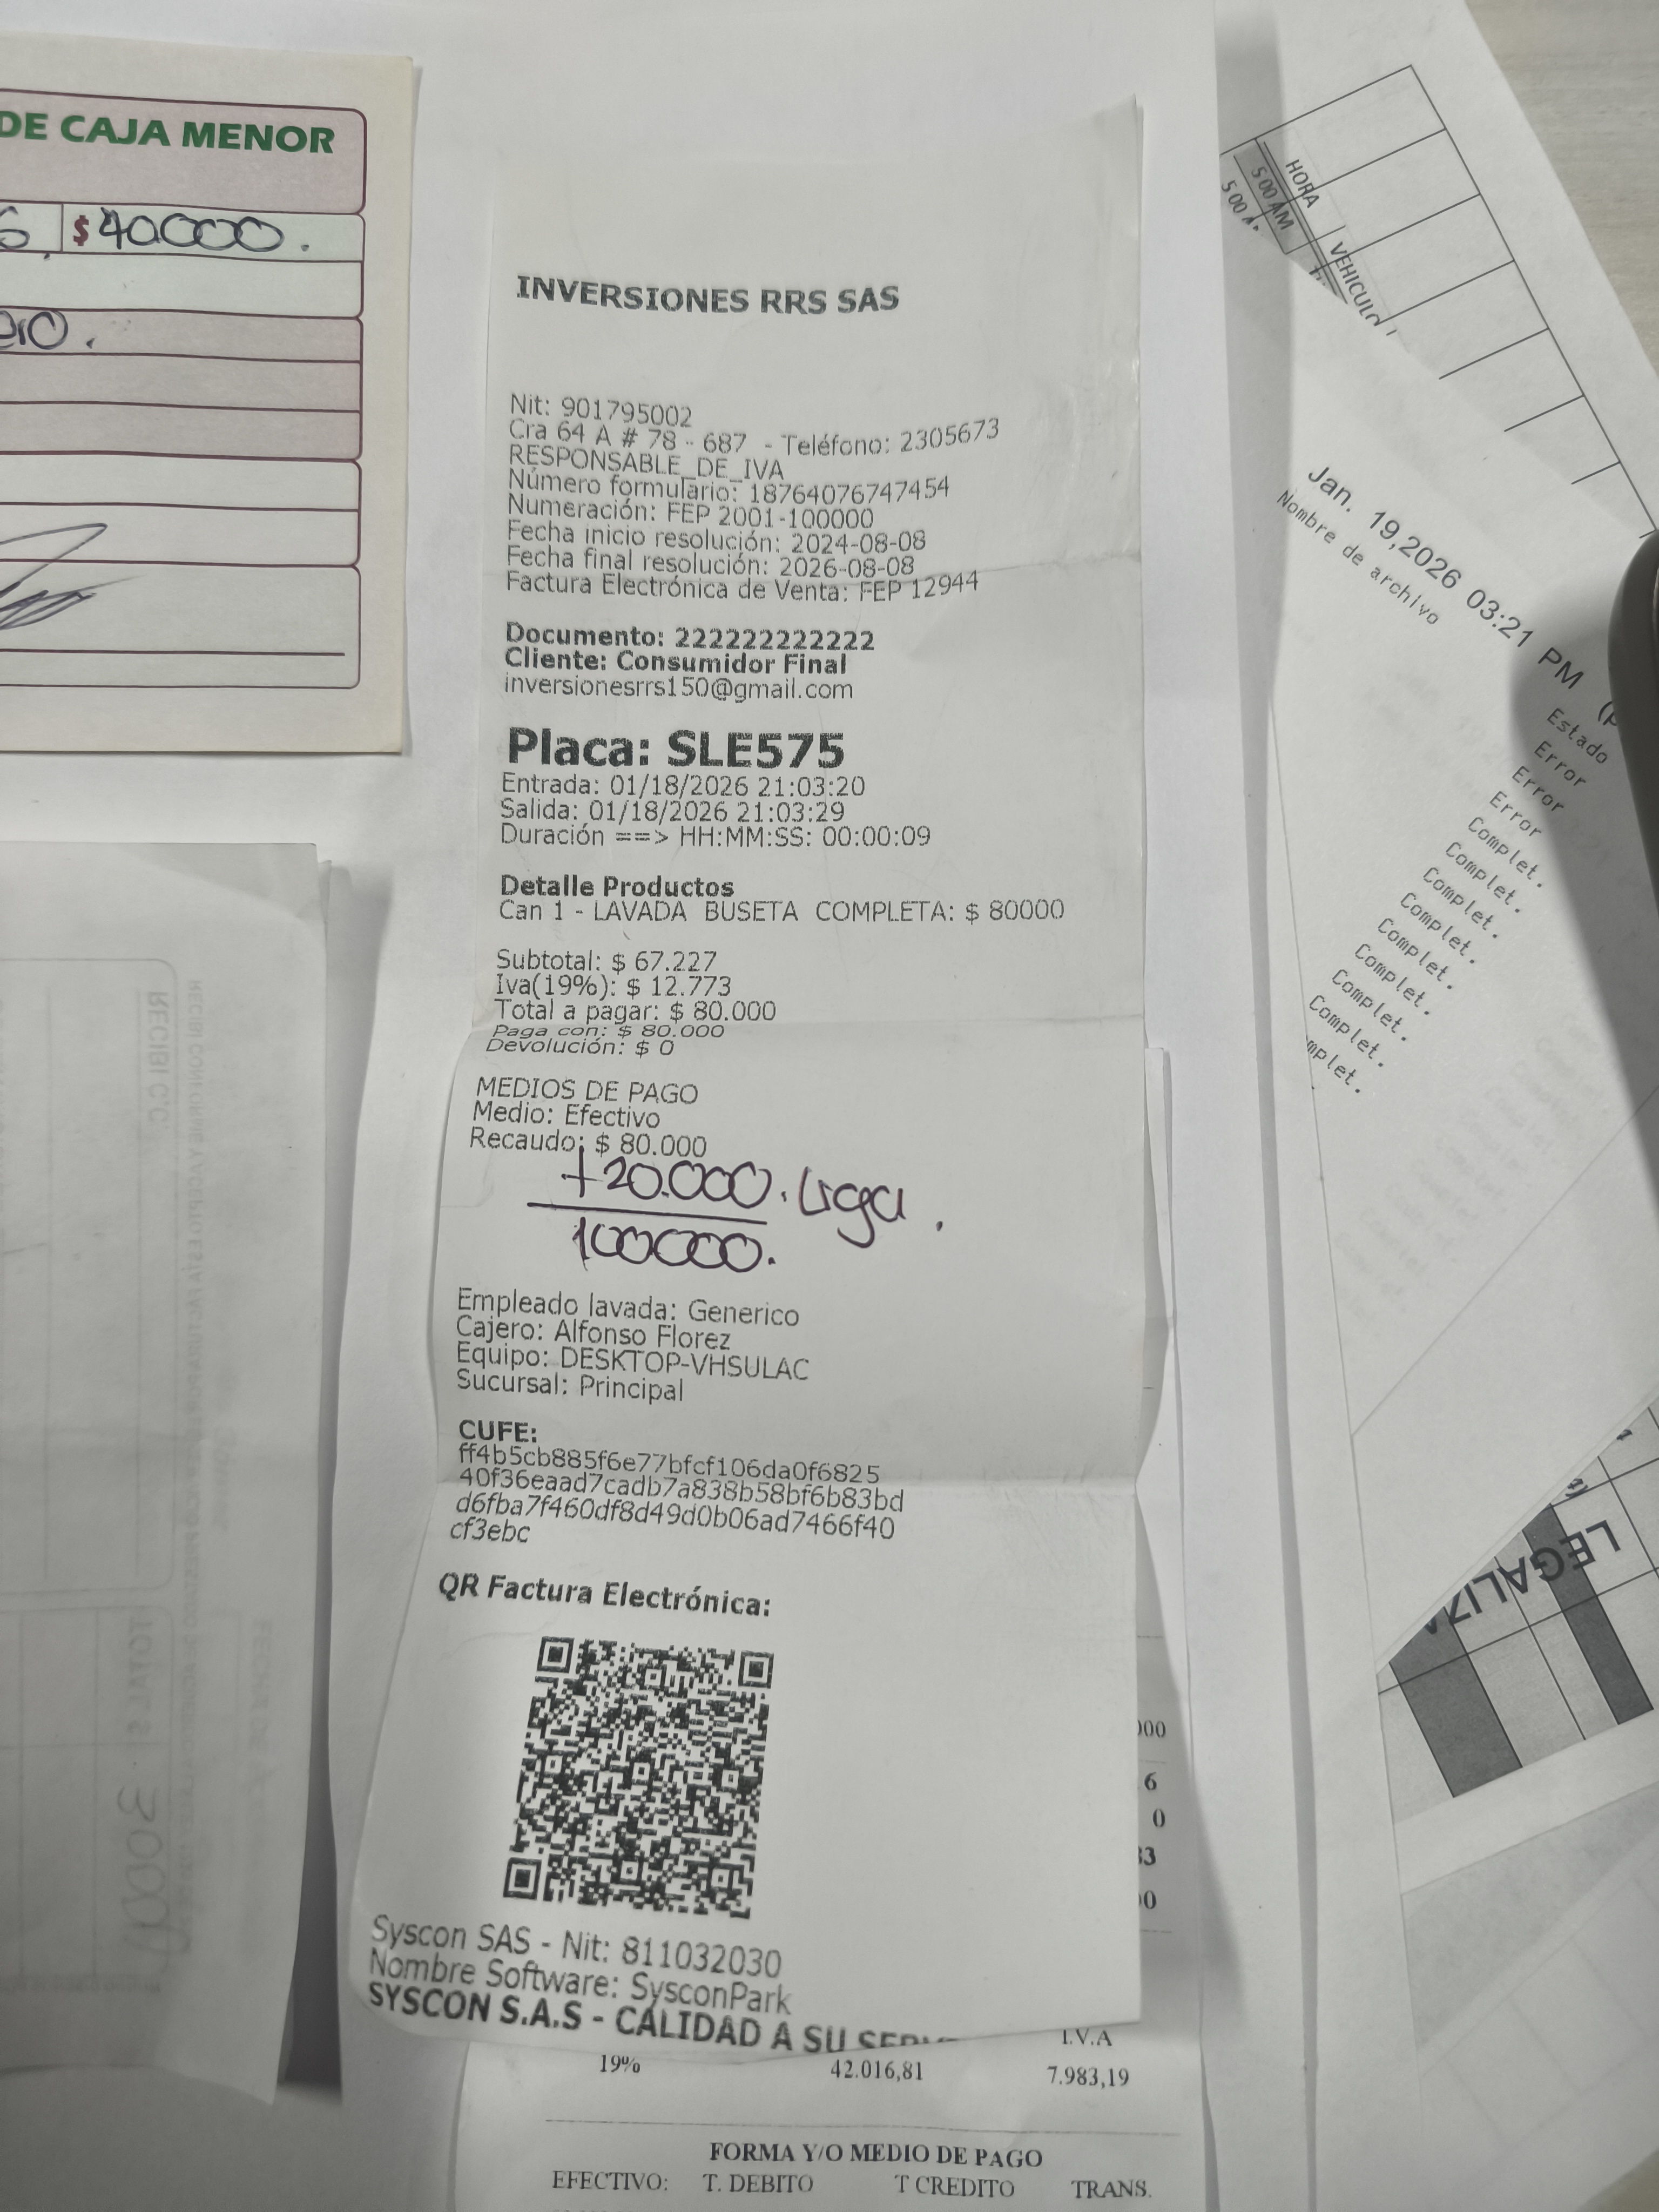 DE CAJA MENOR
$ 40.000.
INVERSIONES RRS SAS
Nit: 901795002
Cra 64 A # 78 - 687 - Teléfono: 2305673
RESPONSABLE_DE_IVA
Número formulario: 18764076747454
Numeración: FEP 2001-100000
Fecha inicio resolución: 2024-08-08
Fecha final resolución: 2026-08-08
Factura Electrónica de Venta: FEP 12944
Documento: 222222222222
Cliente: Consumidor Final
inversionesrrs150@gmail.com
Placa: SLE575
Entrada: 01/18/2026 21:03:20
Salida: 01/18/2026 21:03:29
Duración ==> HH:MM:SS: 00:00:09
Detalle Productos
Can 1 - LAVADA BUSETA COMPLETA: $ 80000
Subtotal: $ 67.227
Iva(19%): $ 12.773
Total a pagar: $ 80.000
Paga con: $ 80.000
Devolución: $ 0
MEDIOS DE PAGO
Medio: Efectivo
Recaudo: $ 80.000
+20.000. Liga.
100000.
Empleado lavada: Generico
Cajero: Alfonso Florez
Equipo: DESKTOP-VHSULAC
Sucursal: Principal
CUFE:
ff4b5cb885f6e77bfcf106da0f6825
40f36eaad7cadb7a838b58bf6b83bd
d6fba7f460df8d49d0b06ad7466f40
cf3ebc
QR Factura Electrónica:
Syscon SAS - Nit: 811032030
Nombre Software: SysconPark
SYSCON S.A.S - CALIDAD A SU
I.V.A
19% 42.016,81 7.983,19
FORMA Y/O MEDIO DE PAGO
EFECTIVO: T. DEBITO T CREDITO TRANS.
HORA VEHICULO
5 00 AM
5 00
Jan. 19,2026 03:21 PM
Nombre de archivo
Estado
Error
Error
Error
Complet.
Complet.
Complet.
Complet.
Complet.
Complet.
Complet.
Complet.
mplet.
LEGALIZA